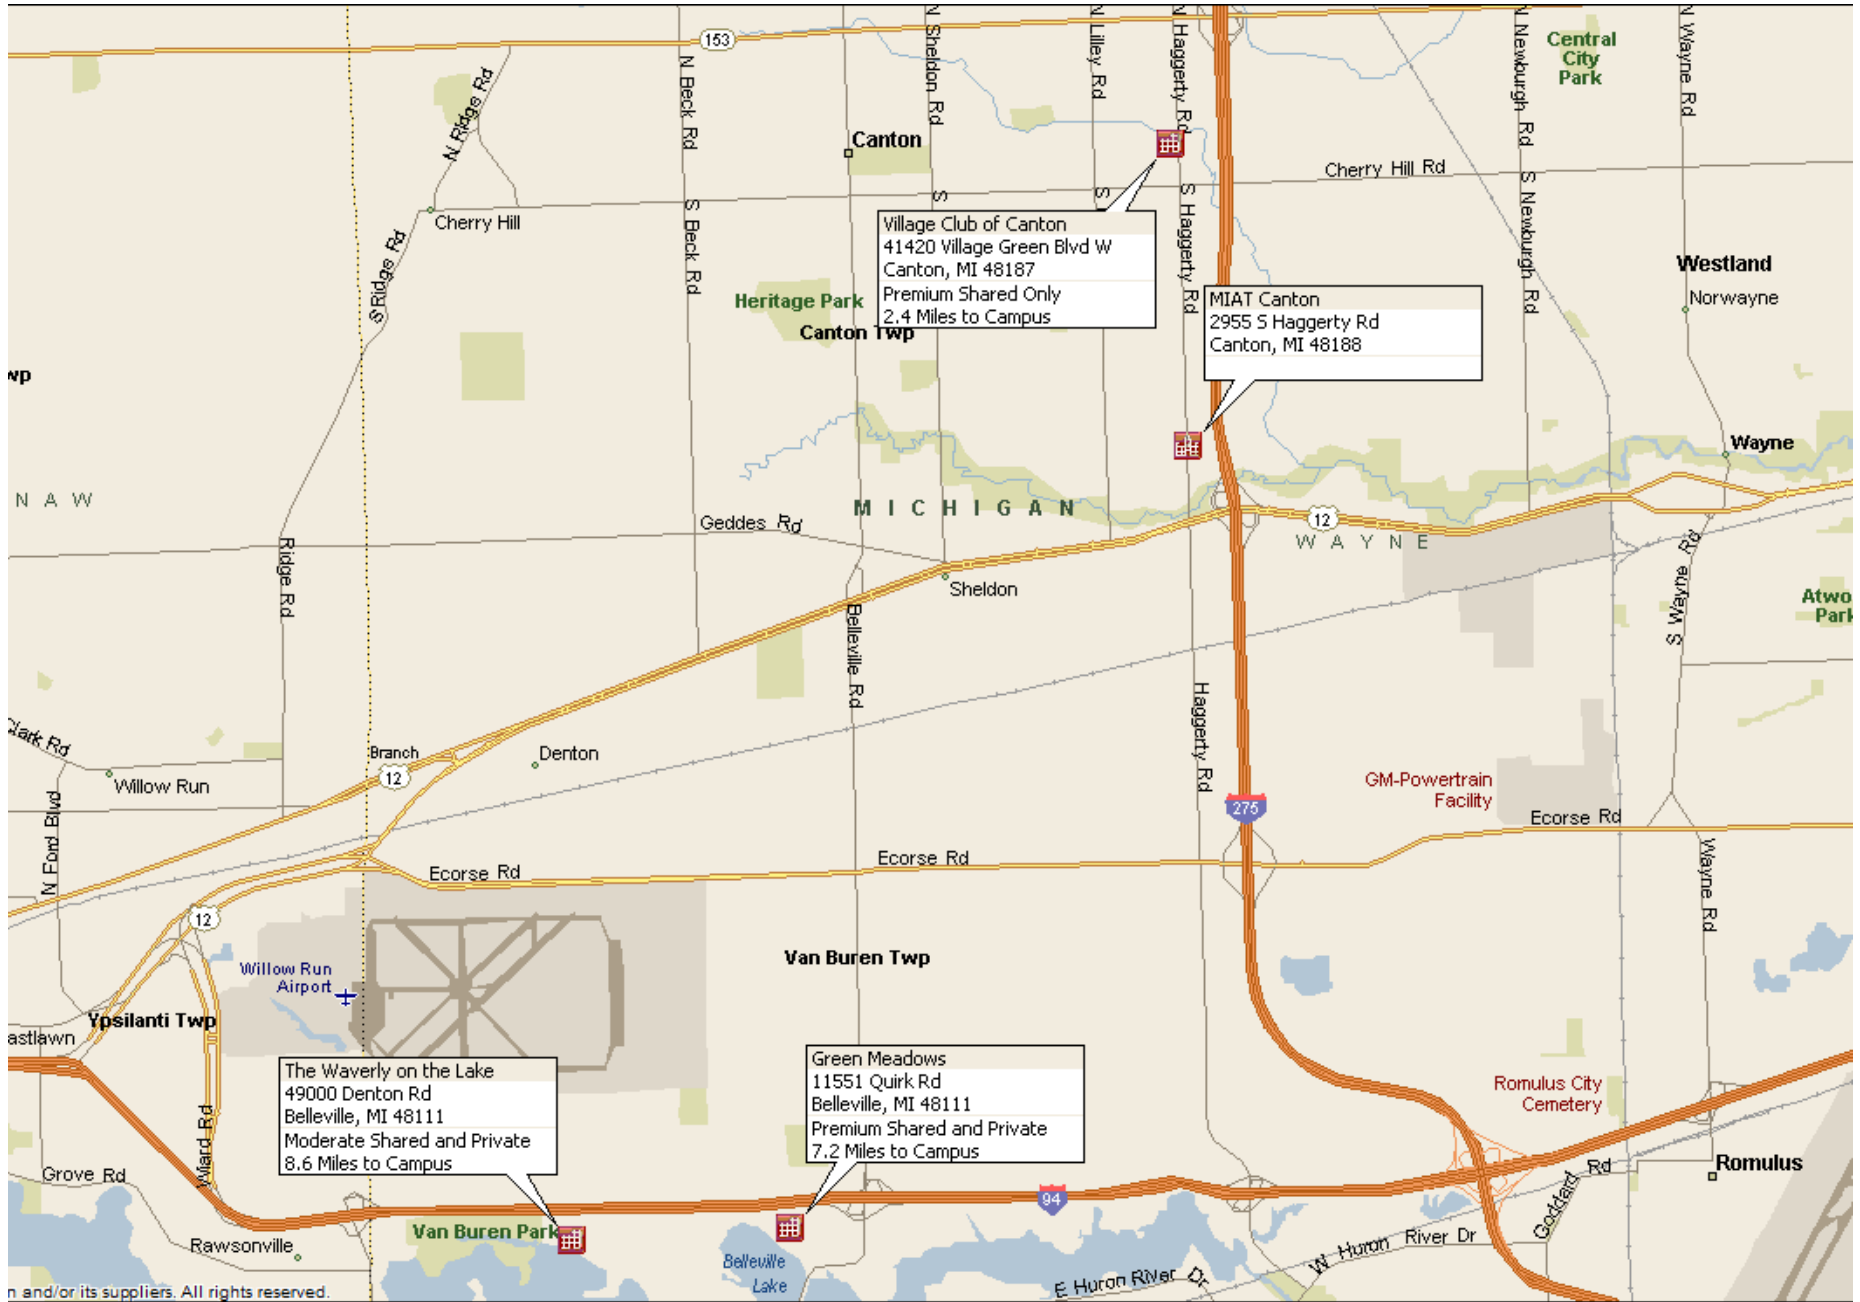 153
N Ridge Rd
N Beck Rd
N Sheldon Rd
N Lilley Rd
N Haggerty Rd
N Newburgh Rd
Central
City
Park
N Wayne Rd
Canton
Cherry Hill Rd
Cherry Hill
S Ridge Rd
S Beck Rd
S
S
S Haggerty Rd
S Newburgh Rd
Village Club of Canton
41420 Village Green Blvd W
Canton, MI 48187
Premium Shared Only
2.4 Miles to Campus
Westland
Norwayne
Heritage Park
Canton Twp
MIAT Canton
2955 S Haggerty Rd
Canton, MI 48188
wp
Wayne
NAW
MICHIGAN
Geddes Rd
12
WAYNE
Ridge Rd
Sheldon
Belleville Rd
S Wayne Rd
Atwo
Park
Haggerty Rd
Clark Rd
Branch
12
Denton
Willow Run
N Ford Blvd
GM-Powertrain
Facility
275
Ecorse Rd
Ecorse Rd
Ecorse Rd
Wayne Rd
12
Willow Run
Airport
Van Buren Twp
Ypsilanti Twp
astlawn
The Waverly on the Lake
49000 Denton Rd
Belleville, MI 48111
Moderate Shared and Private
8.6 Miles to Campus
Green Meadows
11551 Quirk Rd
Belleville, MI 48111
Premium Shared and Private
7.2 Miles to Campus
Romulus City
Cemetery
Wiard Rd
Grove Rd
94
Goddard Rd
Romulus
Van Buren Park
Rawsonville
Belleville
Lake
W Huron River Dr
E Huron River Dr
n and/or its suppliers. All rights reserved.